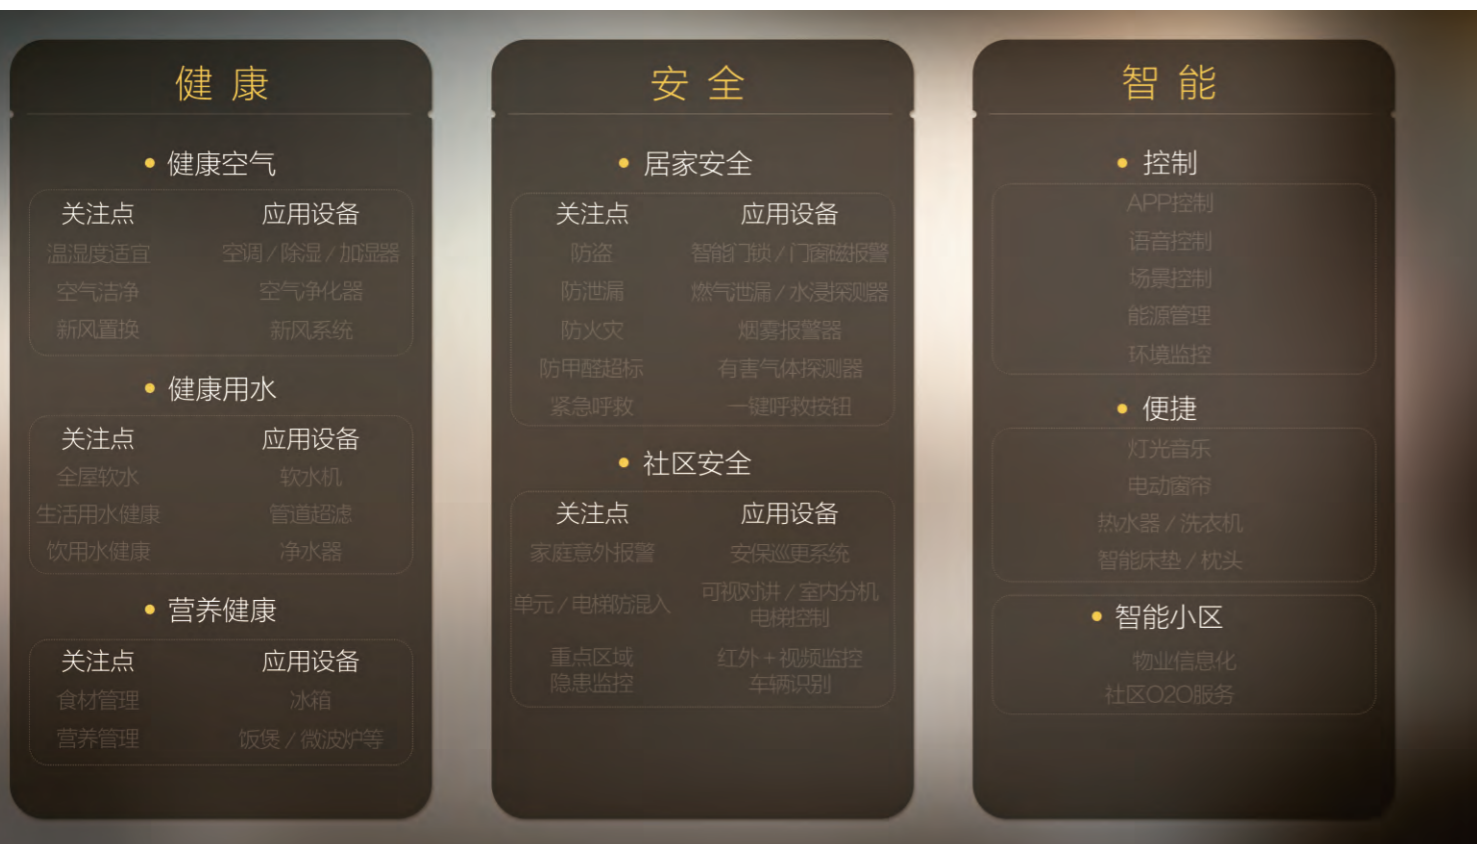 健康
健康空气
关注点 应用设备
温湿度适宜 空调/除湿/加湿器
空气洁净 空气净化器
新风置换 新风系统
健康用水
关注点 应用设备
全屋软水 软水机
生活用水健康 管道超滤
饮用水健康 净水器
营养健康
关注点 应用设备
食材管理 冰箱
营养管理 饭煲/微波炉等
安全
居家安全
关注点 应用设备
防盗 智能门锁/门窗磁报警
防泄漏 燃气泄漏/水浸探测器
防火灾 烟雾报警器
防甲醛超标 有害气体探测器
紧急呼救 一键呼救按钮
社区安全
关注点 应用设备
家庭意外报警 安保巡更系统
单元/电梯防混入 可视对讲/室内分机
电梯控制
重点区域 红外+视频监控
隐患监控 车辆识别
智能
控制
APP控制
语音控制
场景控制
能源管理
环境监控
便捷
灯光音乐
电动窗帘
热水器/洗衣机
智能床垫/枕头
智能小区
物业信息化
社区O2O服务